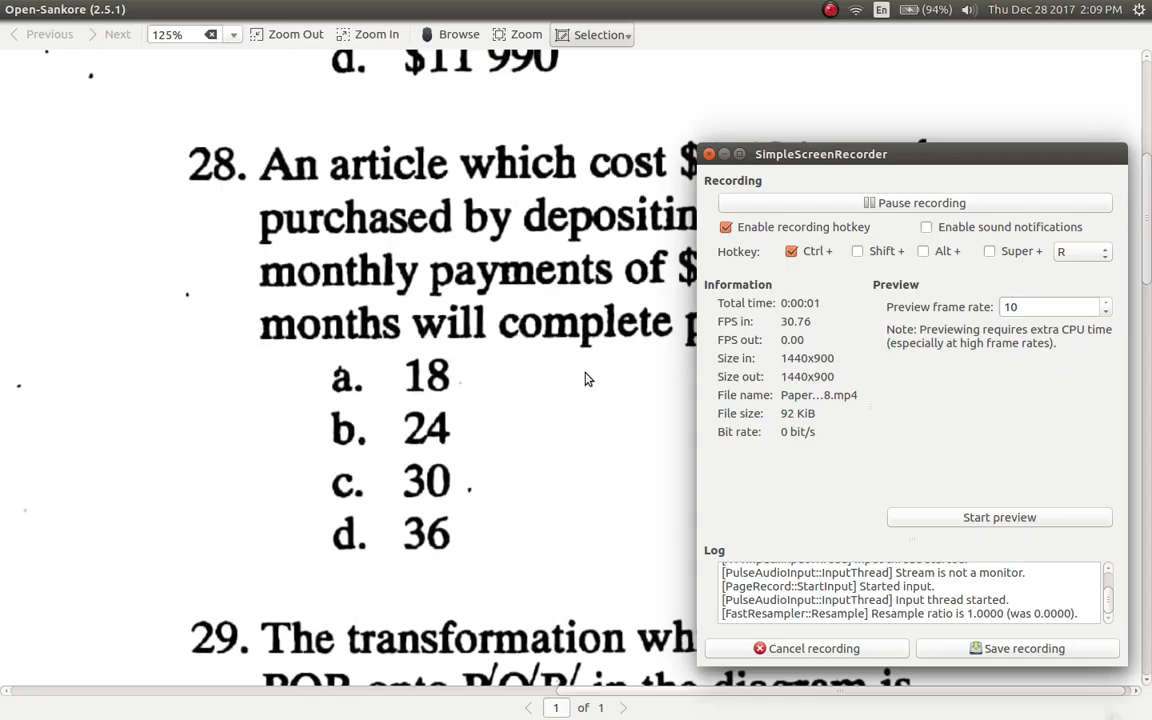 Open-Sankore (2.5.1)
En (94%) Thu Dec 28 2017 2:09 PM
Previous Next 125% Zoom Out Zoom In Browse Zoom Selection
d. $11 990
28. An article which cost $
purchased by depositin
monthly payments of $
months will complete p
a. 18
b. 24
c. 30
d. 36
29. The transformation wh
PQR onto P/Q/R/ in the diagram is
SimpleScreenRecorder
Recording
Pause recording
Enable recording hotkey Enable sound notifications
Hotkey: Ctrl + Shift + Alt + Super + R
Information
Total time: 0:00:01
FPS in: 30.76
FPS out: 0.00
Size in: 1440x900
Size out: 1440x900
File name: Paper...8.mp4
File size: 92 KiB
Bit rate: 0 bit/s
Preview
Preview frame rate: 10
Note: Previewing requires extra CPU time
(especially at high frame rates).
Start preview
Log
[PulseAudioInput::InputThread] Stream is not a monitor.
[PageRecord::StartInput] Started input.
[PulseAudioInput::InputThread] Input thread started.
[FastResampler::Resample] Resample ratio is 1.0000 (was 0.0000).
Cancel recording Save recording
1 of 1